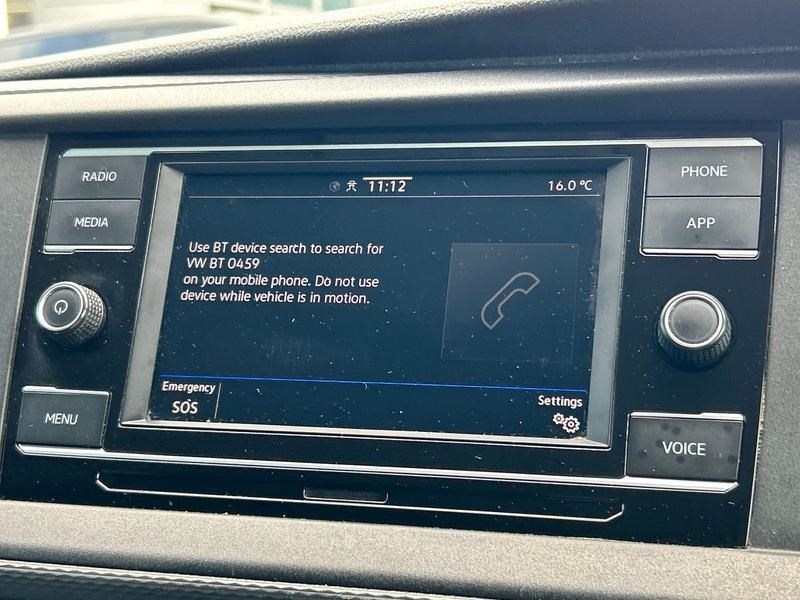 RADIO
MEDIA
MENU
11:12
16.0 °C
Use BT device search to search for
VW BT 0459
on your mobile phone. Do not use
device while vehicle is in motion.
Emergency
SOS
Settings
PHONE
APP
VOICE